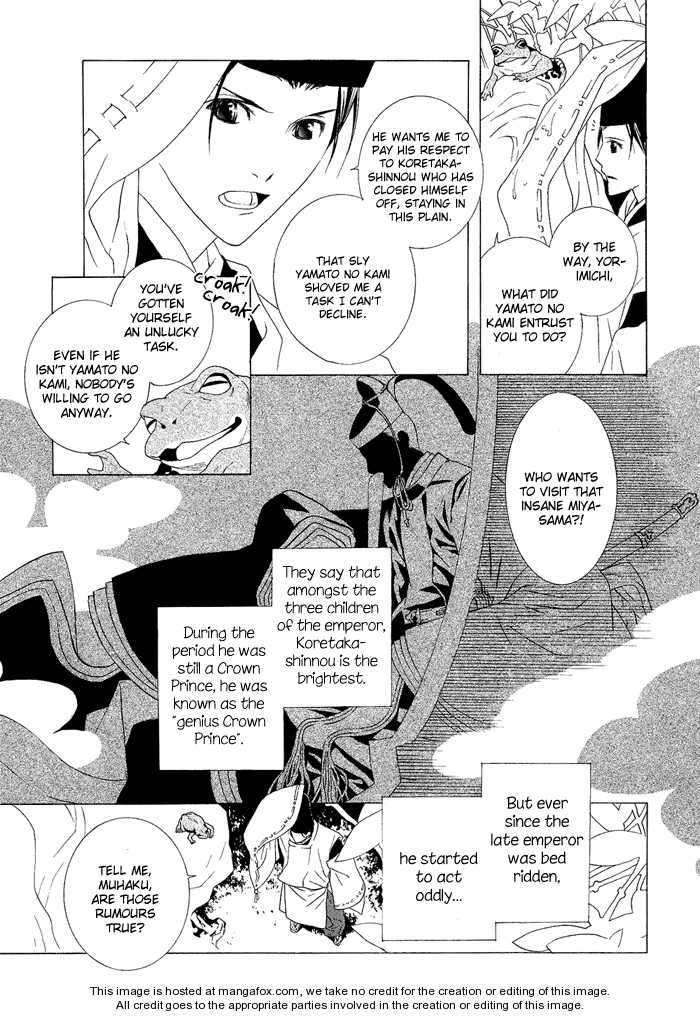 BY THE
WAY, YOR-
IMICHI,
WHAT DID
YAMATO NO
KAMI ENTRUST
YOU TO DO?
HE WANTS ME TO
PAY HIS RESPECT
TO KORETAKA-
SHINNOU WHO HAS
CLOSED HIMSELF
OFF, STAYING IN
THIS PLAIN.
THAT SLY
YAMATO NO KAMI
SHOVED ME A
TASK I CAN'T
DECLINE.
croak!
croak!
YOU'VE
GOTTEN
YOURSELF
AN UNLUCKY
TASK.
EVEN IF HE
ISN'T YAMATO NO
KAMI, NOBODY'S
WILLING TO GO
ANYWAY.
WHO WANTS
TO VISIT THAT
INSANE MIYA-
SAMA?!
They say that
amongst the
three children
of the emperor,
Koretaka-
shinnou is the
brightest.
During the
period he was
still a Crown
Prince, he was
known as the
"genius Crown
Prince".
But ever
since the
late emperor
was bed
ridden,
he started
to act
oddly...
TELL ME,
MUHAKU,
ARE THOSE
RUMOURS
TRUE?
This image is hosted at mangafox.com, we take no credit for the creation or editing of this image.
All credit goes to the appropriate parties involved in the creation or editing of this image.